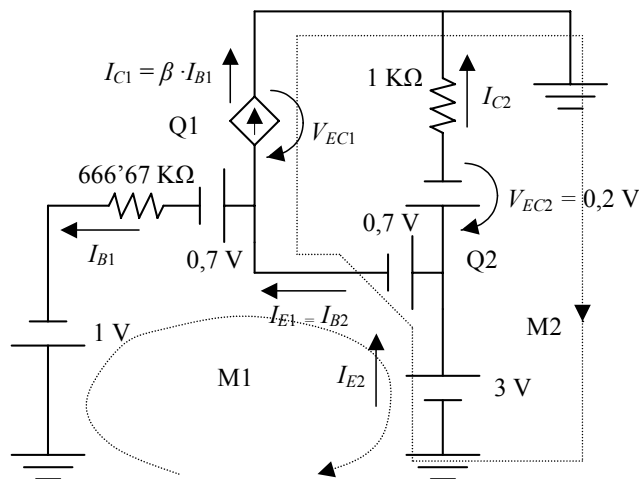 I_{C1} = β · I_{B1}
1 KΩ
I_{C2}
Q1
V_{EC1}
666’67 KΩ
V_{EC2} = 0,2 V
0,7 V
I_{B1}
0,7 V
Q2
I_{E1} = I_{B2}
1 V
M2
M1
I_{E2}
3 V